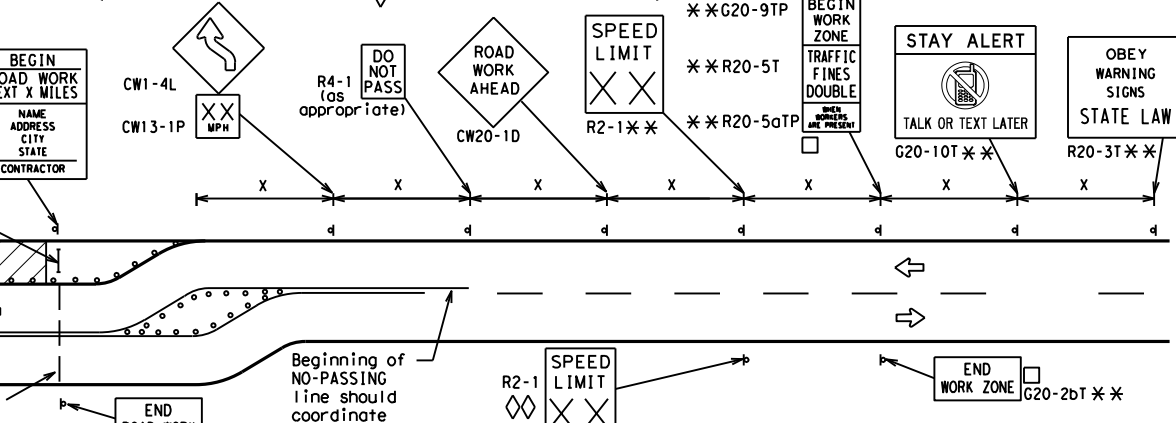 BEGIN
ROAD WORK
NEXT X MILES
NAME
ADDRESS
CITY
STATE
CONTRACTOR
CW1-4L
XX
MPH
CW13-1P
DO
NOT
PASS
R4-1
(as
appropriate)
ROAD
WORK
AHEAD
CW20-1D
SPEED
LIMIT
X X
R2-1**
**G20-9TP
**R20-5T
**R20-5aTP
BEGIN
WORK
ZONE
TRAFFIC
FINES
DOUBLE
WHEN
WORKERS
ARE PRESENT
STAY ALERT
TALK OR TEXT LATER
G20-10T**
OBEY
WARNING
SIGNS
STATE LAW
R20-3T**
X X X X X X X
Beginning of
NO-PASSING
line should
coordinate
R2-1
SPEED
LIMIT
X X
END
WORK ZONE
G20-2bT**
END
ROAD WORK